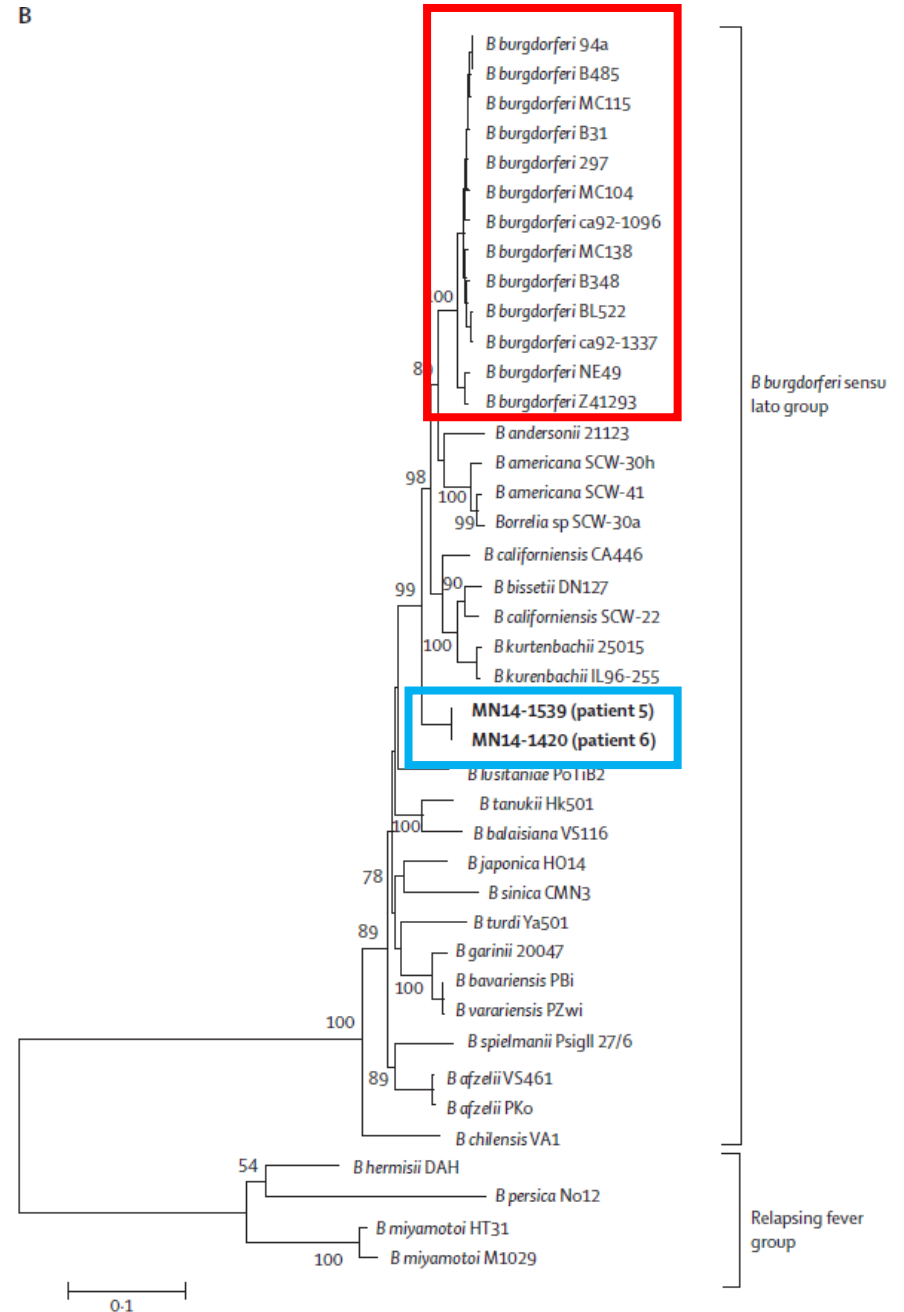 B
B burgdorferi 94a
B burgdorferi B485
B burgdorferi MC115
B burgdorferi B31
B burgdorferi 297
B burgdorferi MC104
B burgdorferi ca92-1096
B burgdorferi MC138
B burgdorferi B348
100
B burgdorferi BL522
B burgdorferi ca92-1337
B burgdorferi NE49
B burgdorferi sensu
lato group
B burgdorferi Z41293
B andersonii 21123
B americana SCW-30h
98
B americana SCW-41
100
Borrelia sp SCW-30a
99
B californiensis CA446
90
B bissetii DN127
99
B californiensis SCW-22
100
B kurtenbachii 25015
B kurenbachii IL96-255
MN14-1539 (patient 5)
MN14-1420 (patient 6)
B lusitaniae PoTiB2
B tanukii Hk501
100
B balaisiana VS116
B japonica HO14
78
B sinica CMN3
B turdi Ya501
89
B garinii 20047
B bavariensis PBi
100
B varariensis PZwi
100
B spielmanii PsigII 27/6
B afzelii VS461
89
B afzelii PKo
B chilensis VA1
54
B hermisii DAH
B persica No12
Relapsing fever
group
B miyamotoi HT31
100
B miyamotoi M1029
0·1